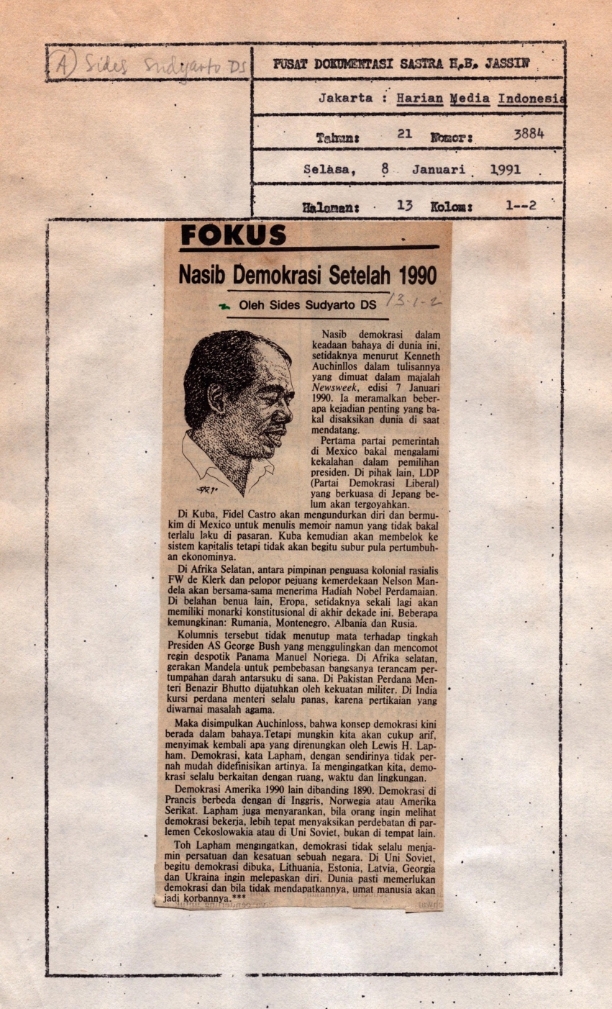 (A) Sides Sudyarto DS
PUSAT DOKUMENTASI SASTRA H.B. JASSIN
Jakarta : Harian Media Indonesia
Tahun: 21 Nomor: 3884
Selasa, 8 Januari 1991
Halaman: 13 Kolom: 1--2
FOKUS
Nasib Demokrasi Setelah 1990
Oleh Sides Sudyarto DS 13-1-2
Nasib demokrasi dalam
keadaan bahaya di dunia ini,
setidaknya menurut Kenneth
Auchinllos dalam tulisannya
yang dimuat dalam majalah
Newsweek, edisi 7 Januari
1990. Ia meramalkan beber-
apa kejadian penting yang ba-
kal disaksikan dunia di saat
mendatang.
Pertama partai pemerintah
di Mexico bakal mengalami
kekalahan dalam pemilihan
presiden. Di pihak lain, LDP
(Partai Demokrasi Liberal)
yang berkuasa di Jepang be-
lum akan tergoyahkan.
Di Kuba, Fidel Castro akan mengundurkan diri dan bermu-
kim di Mexico untuk menulis memoir namun yang tidak bakal
terlalu laku di pasaran. Kuba kemudian akan membelok ke
sistem kapitalis tetapi tidak akan begitu subur pula pertumbuh-
an ekonominya.
Di Afrika Selatan, antara pimpinan penguasa kolonial rasialis
FW de Klerk dan pelopor pejuang kemerdekaan Nelson Man-
dela akan bersama-sama menerima Hadiah Nobel Perdamaian.
Di belahan benua lain, Eropa, setidaknya sekali lagi akan
memiliki monarki konstitusional di akhir dekade ini. Beberapa
kemungkinan: Rumania, Montenegro, Albania dan Rusia.
Kolumnis tersebut tidak menutup mata terhadap tingkah
Presiden AS George Bush yang menggulingkan dan mencomot
regin despotik Panama Manuel Noriega. Di Afrika selatan,
gerakan Mandela untuk pembebasan bangsanya terancam per-
tumpahan darah antarsuku di sana. Di Pakistan Perdana Men-
teri Benazir Bhutto dijatuhkan oleh kekuatan militer. Di India
kursi perdana menteri selalu panas, karena pertikaian yang
diwarnai masalah agama.
Maka disimpulkan Auchinloss, bahwa konsep demokrasi kini
berada dalam bahaya.Tetapi mungkin kita akan cukup arif,
menyimak kembali apa yang direnungkan oleh Lewis H. Lap-
ham. Demokrasi, kata Lapham, dengan sendirinya tidak per-
nah mudah didefinisikan artinya. Ia mengingatkan kita, demo-
krasi selalu berkaitan dengan ruang, waktu dan lingkungan.
Demokrasi Amerika 1990 lain dibanding 1890. Demokrasi di
Prancis berbeda dengan di Inggris, Norwegia atau Amerika
Serikat. Lapham juga menyarankan, bila orang ingin melihat
demokrasi bekerja, lebih tepat menyaksikan perdebatan di par-
lemen Cekoslowakia atau di Uni Soviet, bukan di tempat lain.
Toh Lapham mengingatkan, demokrasi tidak selalu menja-
min persatuan dan kesatuan sebuah negara. Di Uni Soviet,
begitu demokrasi dibuka, Lithuania, Estonia, Latvia, Georgia
dan Ukraina ingin melepaskan diri. Dunia pasti memerlukan
demokrasi dan bila tidak mendapatkannya, umat manusia akan
jadi korbannya.***